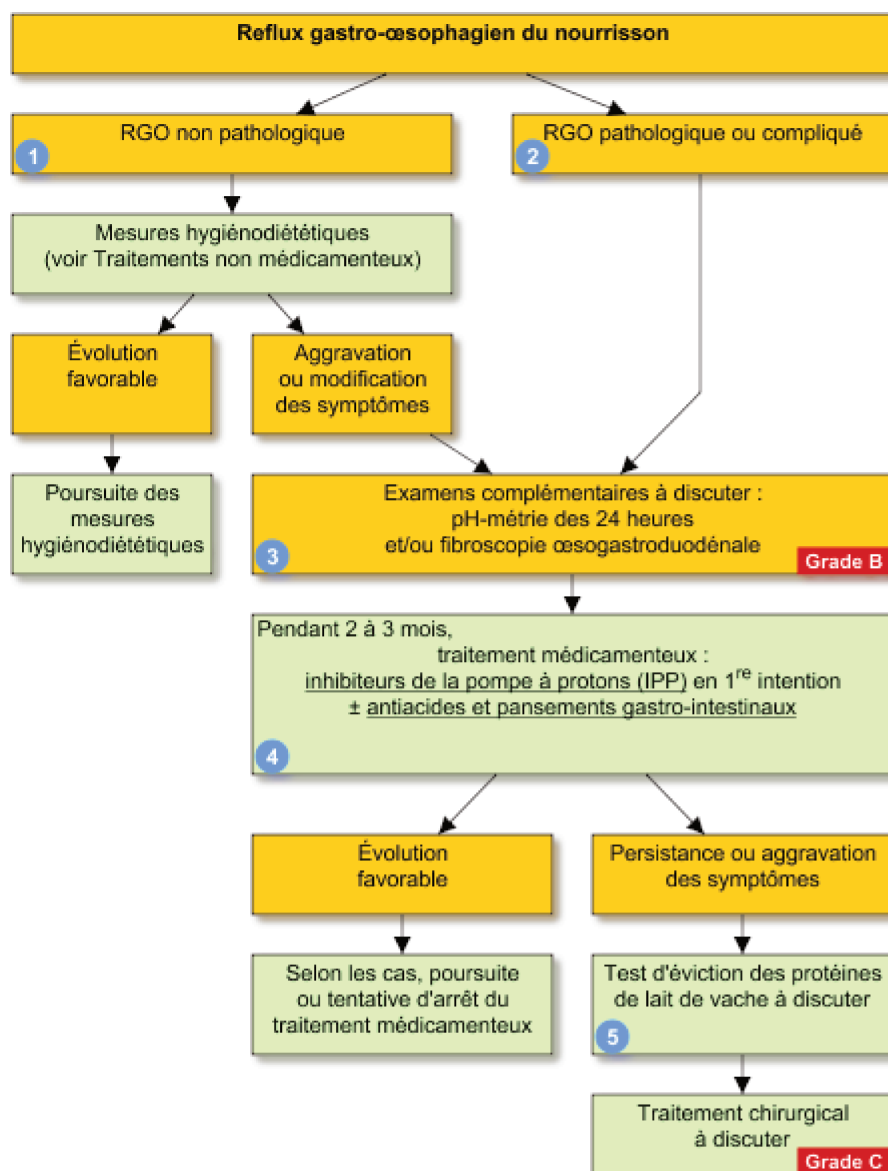 Reflux gastro-œsophagien du nourrisson
RGO non pathologique
1
RGO pathologique ou compliqué
2
Mesures hygiénodiététiques
(voir Traitements non médicamenteux)
Évolution
favorable
Aggravation
ou modification
des symptômes
Poursuite des
mesures
hygiénodiététiques
Examens complémentaires à discuter :
pH-métrie des 24 heures
et/ou fibroscopie œsogastroduodénale
3
Grade B
Pendant 2 à 3 mois,
traitement médicamenteux :
inhibiteurs de la pompe à protons (IPP) en 1re intention
± antiacides et pansements gastro-intestinaux
4
Évolution
favorable
Persistance ou aggravation
des symptômes
Selon les cas, poursuite
ou tentative d'arrêt du
traitement médicamenteux
Test d'éviction des protéines
de lait de vache à discuter
5
Traitement chirurgical
à discuter
Grade C